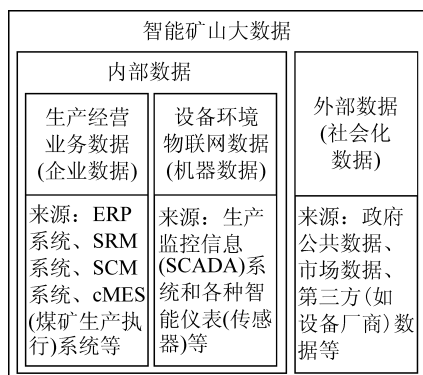 智能矿山大数据
内部数据
生产经营
业务数据
(企业数据)
来源：ERP
系统、SRM
系统、SCM
系统、cMES
(煤矿生产执
行)系统等
设备环境
物联网数据
(机器数据)
来源：生产
监控信息
(SCADA)系
统和各种智
能仪表(传感
器)等
外部数据
(社会化
数据)
来源：政府
公共数据、
市场数据、
第三方(如
设备厂商)数
据等